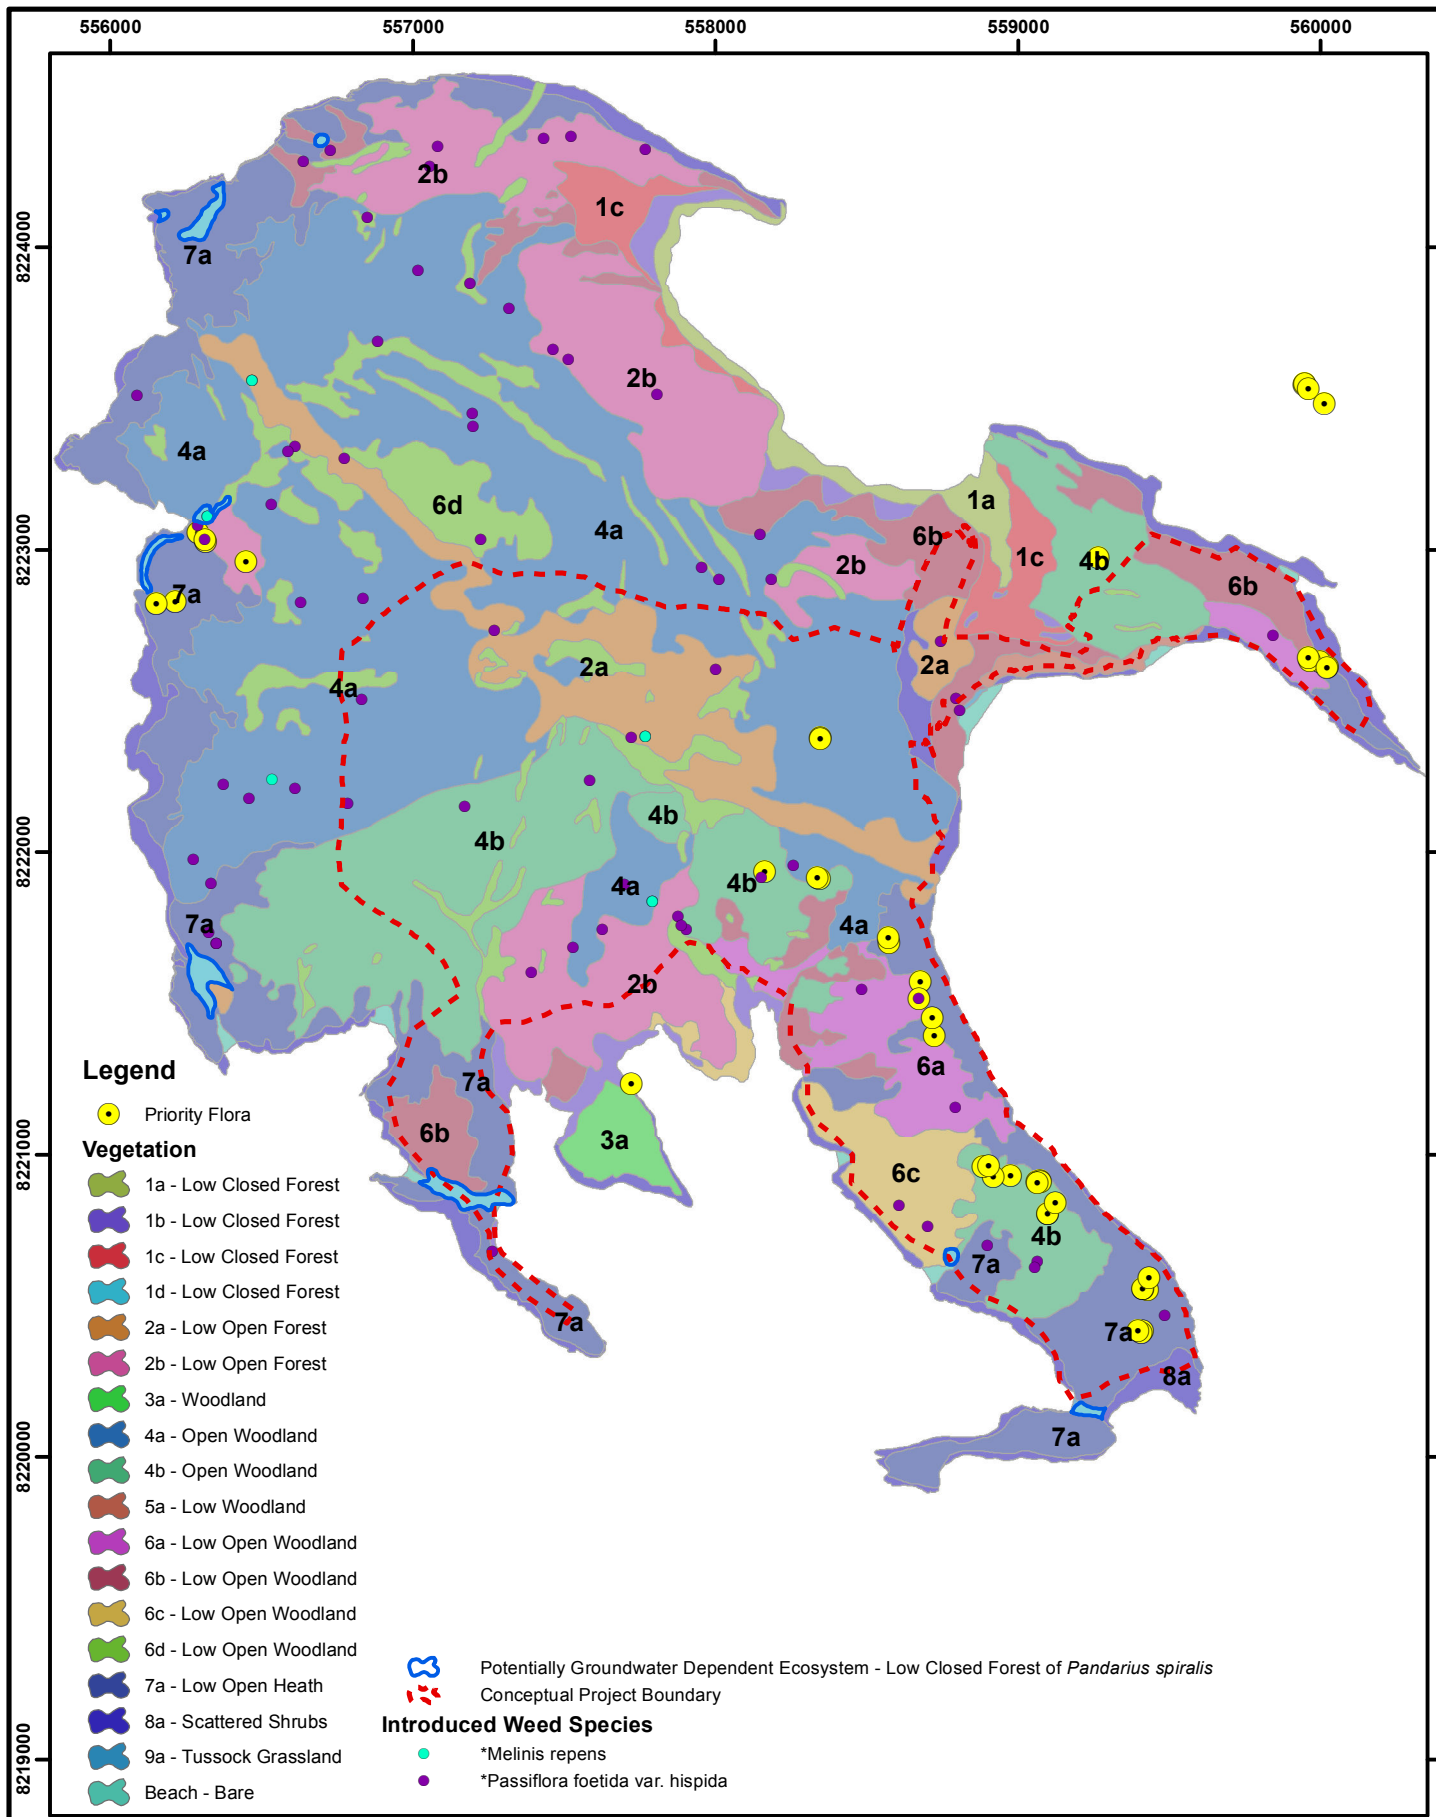 556000 557000 558000 559000 560000
2b
1c
8224000
7a
2b
4a
6d
1a
4a
8223000
6b
1c
4b
2b
6b
7a
2a
2a
4a
4b
4b
8222000
4a
4b
7a
4a
2b
Legend
6a
7a
Priority Flora
6b
3a
Vegetation
8221000
6c
1a - Low Closed Forest
1b - Low Closed Forest
4b
1c - Low Closed Forest
7a
1d - Low Closed Forest
7a
2a - Low Open Forest
7a
2b - Low Open Forest
8a
3a - Woodland
4a - Open Woodland
7a
8220000
4b - Open Woodland
5a - Low Woodland
6a - Low Open Woodland
6b - Low Open Woodland
6c - Low Open Woodland
6d - Low Open Woodland
Potentially Groundwater Dependent Ecosystem - Low Closed Forest of Pandarius spiralis
7a - Low Open Heath
Conceptual Project Boundary
8a - Scattered Shrubs
Introduced Weed Species
9a - Tussock Grassland
*Melinis repens
8219000
*Passiflora foetida var. hispida
Beach - Bare